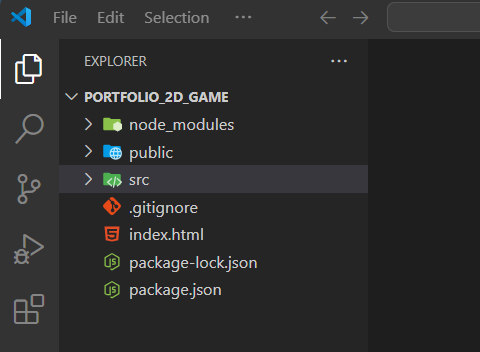 File Edit Selection ...
EXPLORER ...
PORTFOLIO_2D_GAME
node_modules
public
src
.gitignore
index.html
package-lock.json
package.json